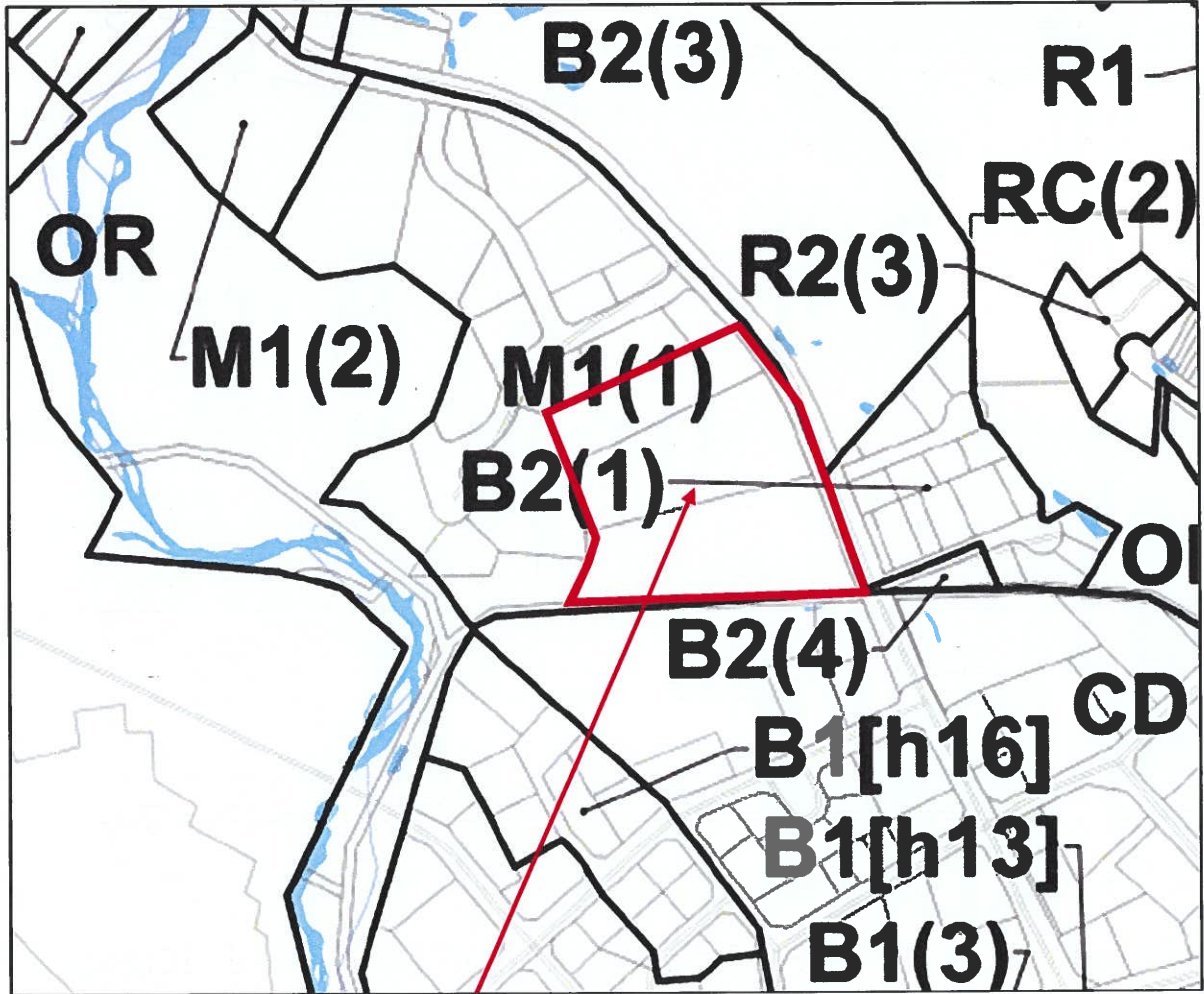 B2(3)
R1
RC(2)
OR
R2(3)
M1(2)
M1(1)
B2(1)
B2(4)
CD
B1[h16]
B1[h13]
B1(3)